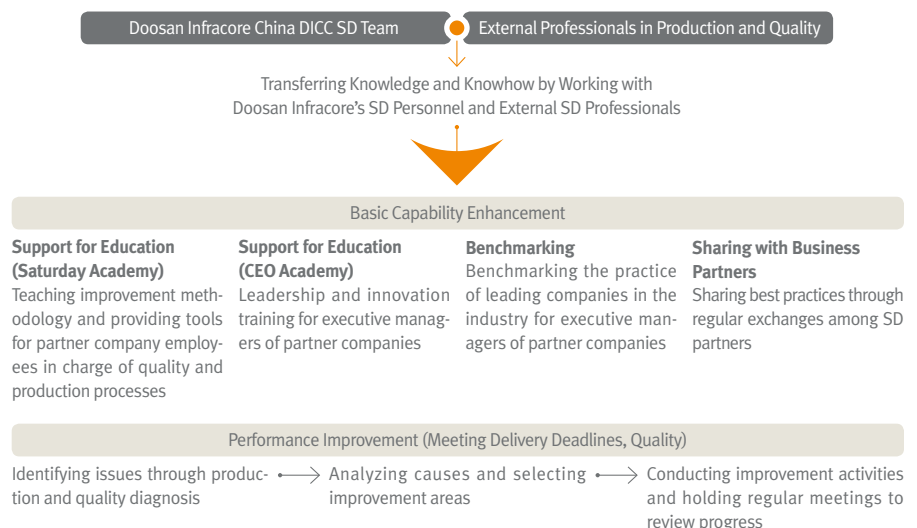 Doosan Infracore China DICC SD Team
External Professionals in Production and Quality
Transferring Knowledge and Knowhow by Working with
Doosan Infracore's SD Personnel and External SD Professionals
Basic Capability Enhancement
Support for Education
(Saturday Academy)
Teaching improvement meth-
odology and providing tools
for partner company employ-
ees in charge of quality and
production processes
Support for Education
(CEO Academy)
Leadership and innovation
training for executive manag-
ers of partner companies
Benchmarking
Benchmarking the practice
of leading companies in the
industry for executive man-
agers of partner companies
Sharing with Business
Partners
Sharing best practices through
regular exchanges among SD
partners
Performance Improvement (Meeting Delivery Deadlines, Quality)
Identifying issues through produc-
tion and quality diagnosis
Analyzing causes and selecting
improvement areas
Conducting improvement activities
and holding regular meetings to
review progress